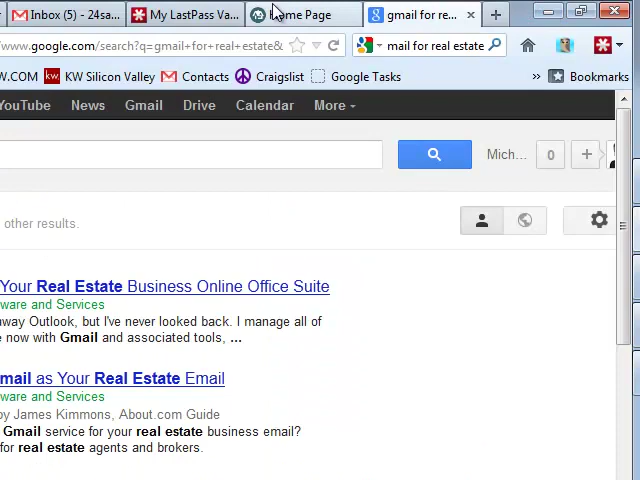 Inbox (5) - 24sa...
My LastPass Va...
Home Page
gmail for re...
www.google.com/search?q=gmail+for+real+estate&
mail for real estate
W.COM
kw KW Silicon Valley
Contacts
Craigslist
Google Tasks
»
Bookmarks
YouTube
News
Gmail
Drive
Calendar
More
Mich...
0
+
other results.
Your Real Estate Business Online Office Suite
ware and Services
way Outlook, but I've never looked back. I manage all of
e now with Gmail and associated tools, ...
mail as Your Real Estate Email
ware and Services
by James Kimmons, About.com Guide
Gmail service for your real estate business email?
for real estate agents and brokers.